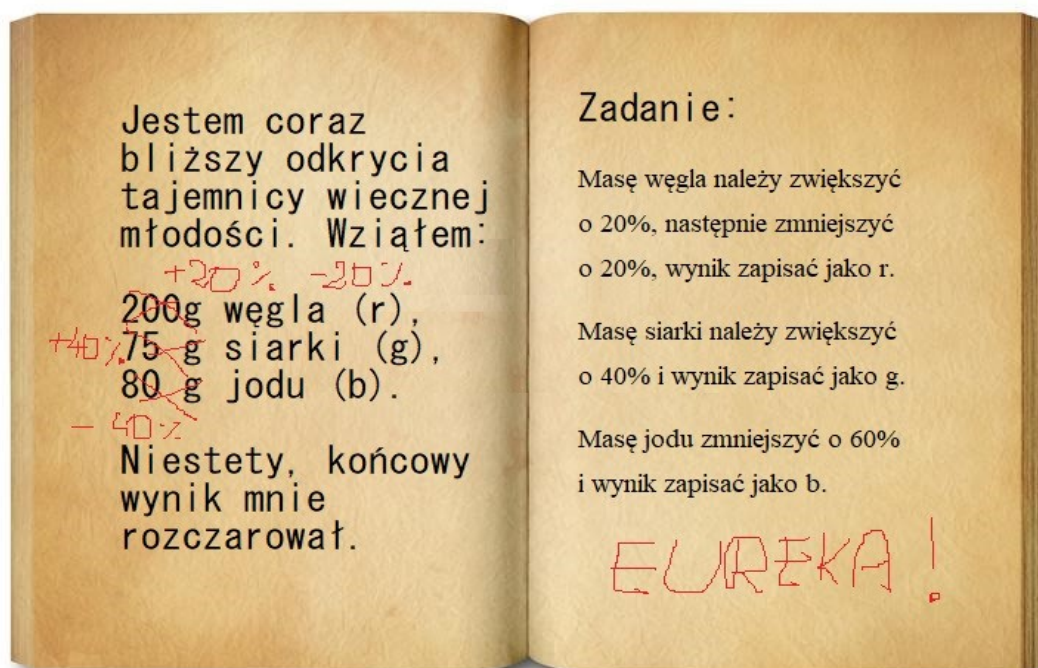 Jestem coraz
bliższy odkrycia
tajemnicy wiecznej
młodości. Wziąłem:
+20% -20%
200g węgla (r),
+40% 75 g siarki (g),
80 g jodu (b).
- 40%
Niestety, końcowy
wynik mnie
rozczarował.
Zadanie:
Masę węgla należy zwiększyć
o 20%, następnie zmniejszyć
o 20%, wynik zapisać jako r.
Masę siarki należy zwiększyć
o 40% i wynik zapisać jako g.
Masę jodu zmniejszyć o 60%
i wynik zapisać jako b.
EUREKA!